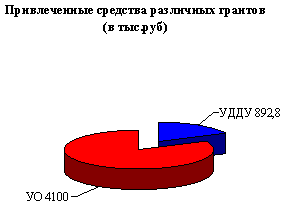 Привлеченные средства различных грантов
(в тыс.руб)
УДДУ 892,8
УО 4100